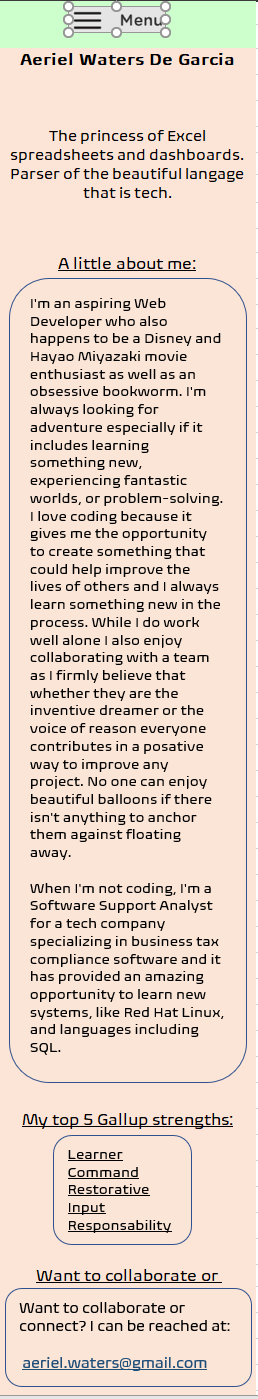 Menu
Aeriel Waters De Garcia
The princess of Excel
spreadsheets and dashboards.
Parser of the beautiful langage
that is tech.
A little about me:
I'm an aspiring Web
Developer who also
happens to be a Disney and
Hayao Miyazaki movie
enthusiast as well as an
obsessive bookworm. I'm
always looking for
adventure especially if it
includes learning
something new,
experiencing fantastic
worlds, or problem-solving.
I love coding because it
gives me the opportunity
to create something that
could help improve the
lives of others and I always
learn something new in the
process. While I do work
well alone I also enjoy
collaborating with a team
as I firmly believe that
whether they are the
inventive dreamer or the
voice of reason everyone
contributes in a posative
way to improve any
project. No one can enjoy
beautiful balloons if there
isn't anything to anchor
them against floating
away.
When I'm not coding, I'm a
Software Support Analyst
for a tech company
specializing in business tax
compliance software and it
has provided an amazing
opportunity to learn new
systems, like Red Hat Linux,
and languages including
SQL.
My top 5 Gallup strengths:
Learner
Command
Restorative
Input
Responsability
Want to collaborate or
Want to collaborate or
connect? I can be reached at:
aeriel.waters@gmail.com